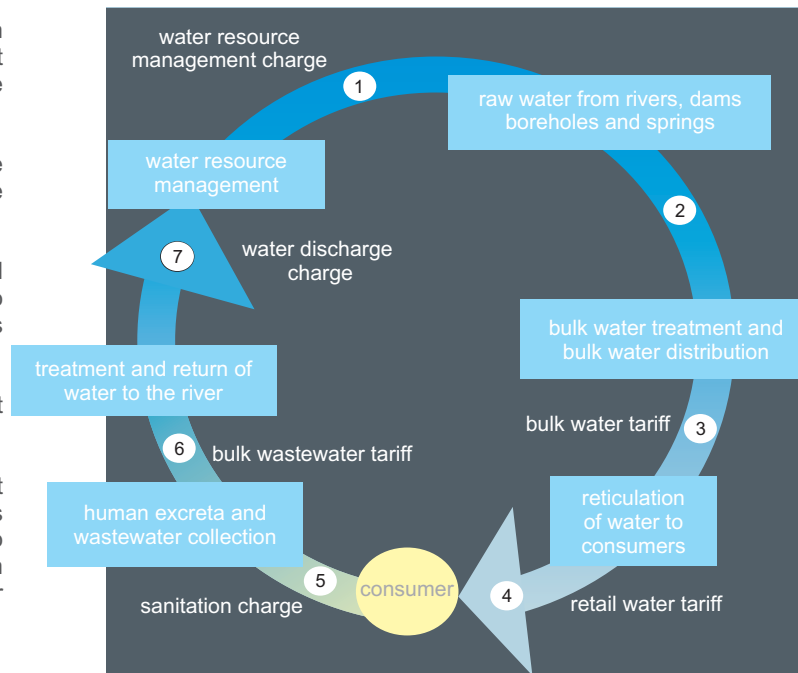 water resource
management charge
1
raw water from rivers, dams
boreholes and springs
water resource
management
2
7
water discharge
charge
bulk water treatment and
bulk water distribution
treatment and return of
water to the river
bulk water tariff
3
6
bulk wastewater tariff
reticulation
of water to
consumers
human excreta and
wastewater collection
5
consumer
4
sanitation charge
retail water tariff